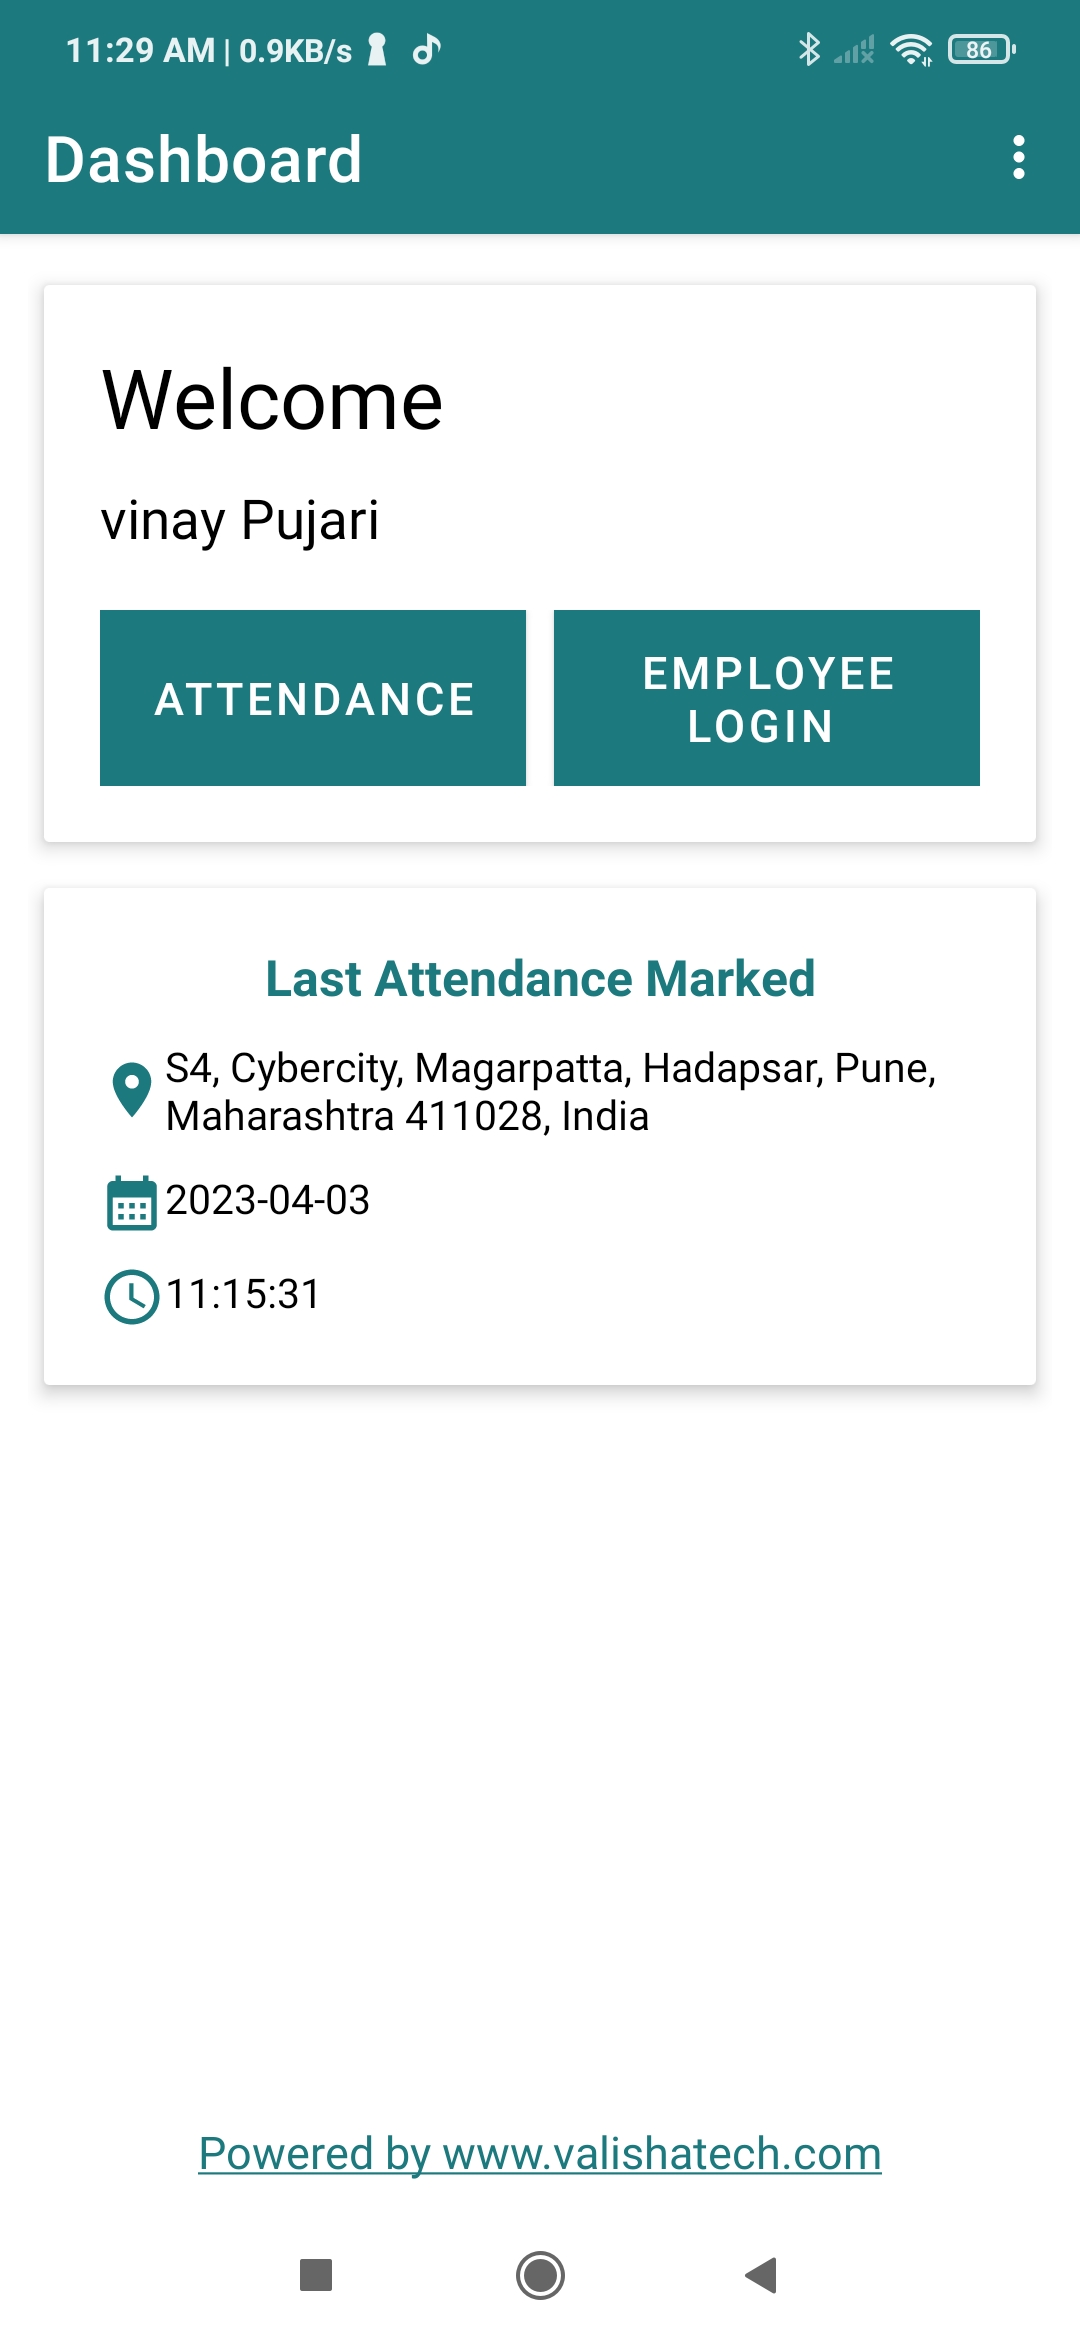 11:29 AM | 0.9KB/s
86
Dashboard
Welcome
vinay Pujari
ATTENDANCE
EMPLOYEE
LOGIN
Last Attendance Marked
S4, Cybercity, Magarpatta, Hadapsar, Pune,
Maharashtra 411028, India
2023-04-03
11:15:31
Powered by www.valishatech.com